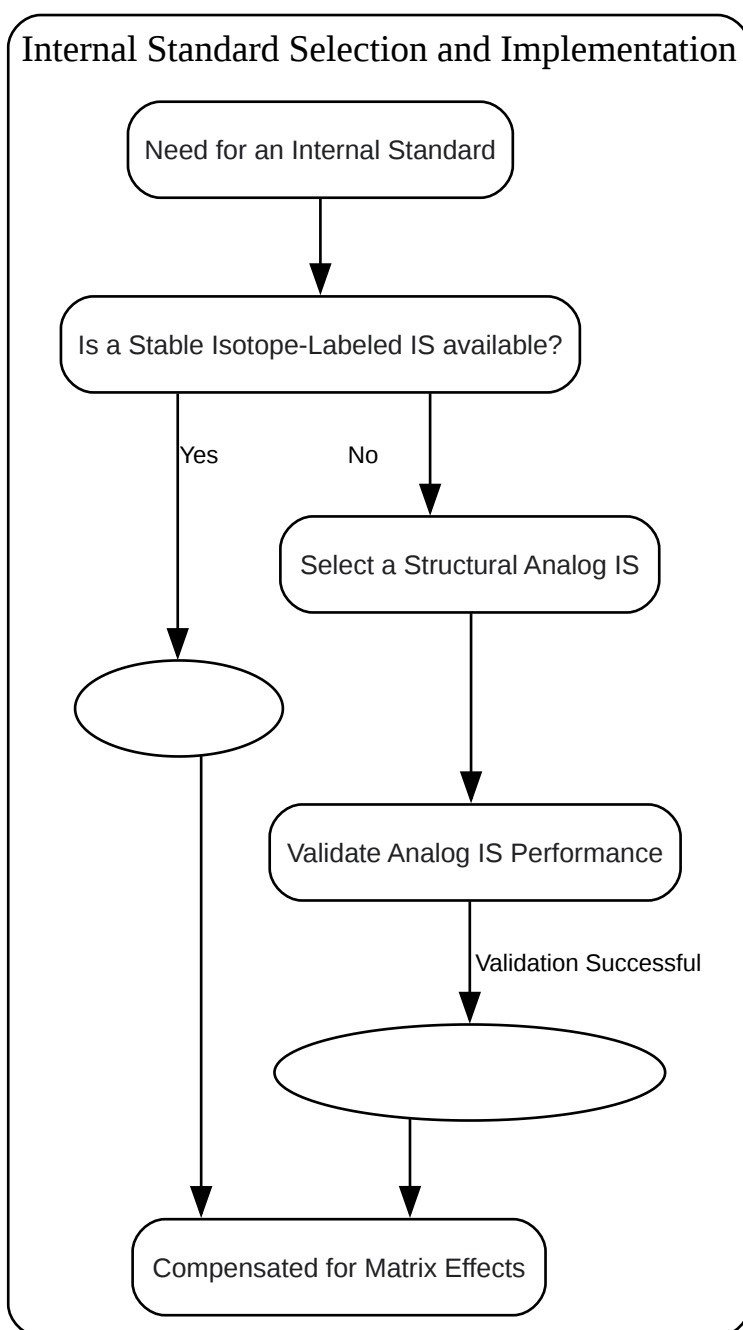 Internal Standard Selection and Implementation
Need for an Internal Standard
Is a Stable Isotope-Labeled IS available?
Yes
No
Select a Structural Analog IS
Validate Analog IS Performance
Validation Successful
Compensated for Matrix Effects